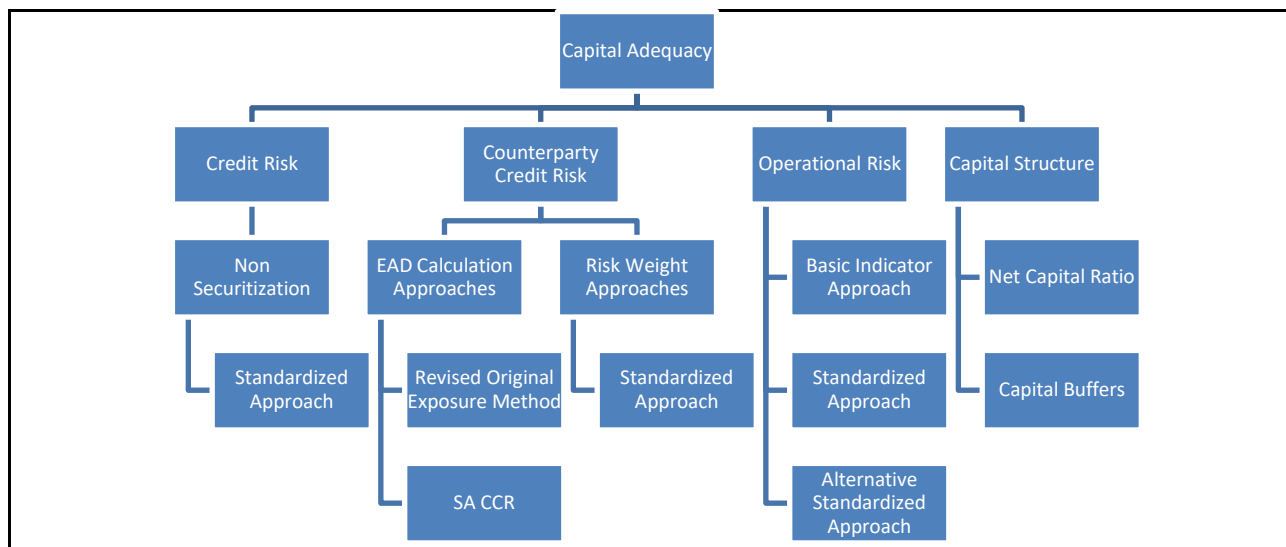 Capital Adequacy
Credit Risk
Counterparty
Credit Risk
Operational Risk
Capital Structure
Non
Securitization
EAD Calculation
Approaches
Risk Weight
Approaches
Basic Indicator
Approach
Net Capital Ratio
Standardized
Approach
Revised Original
Exposure Method
Standardized
Approach
Standardized
Approach
Capital Buffers
SA CCR
Alternative
Standardized
Approach